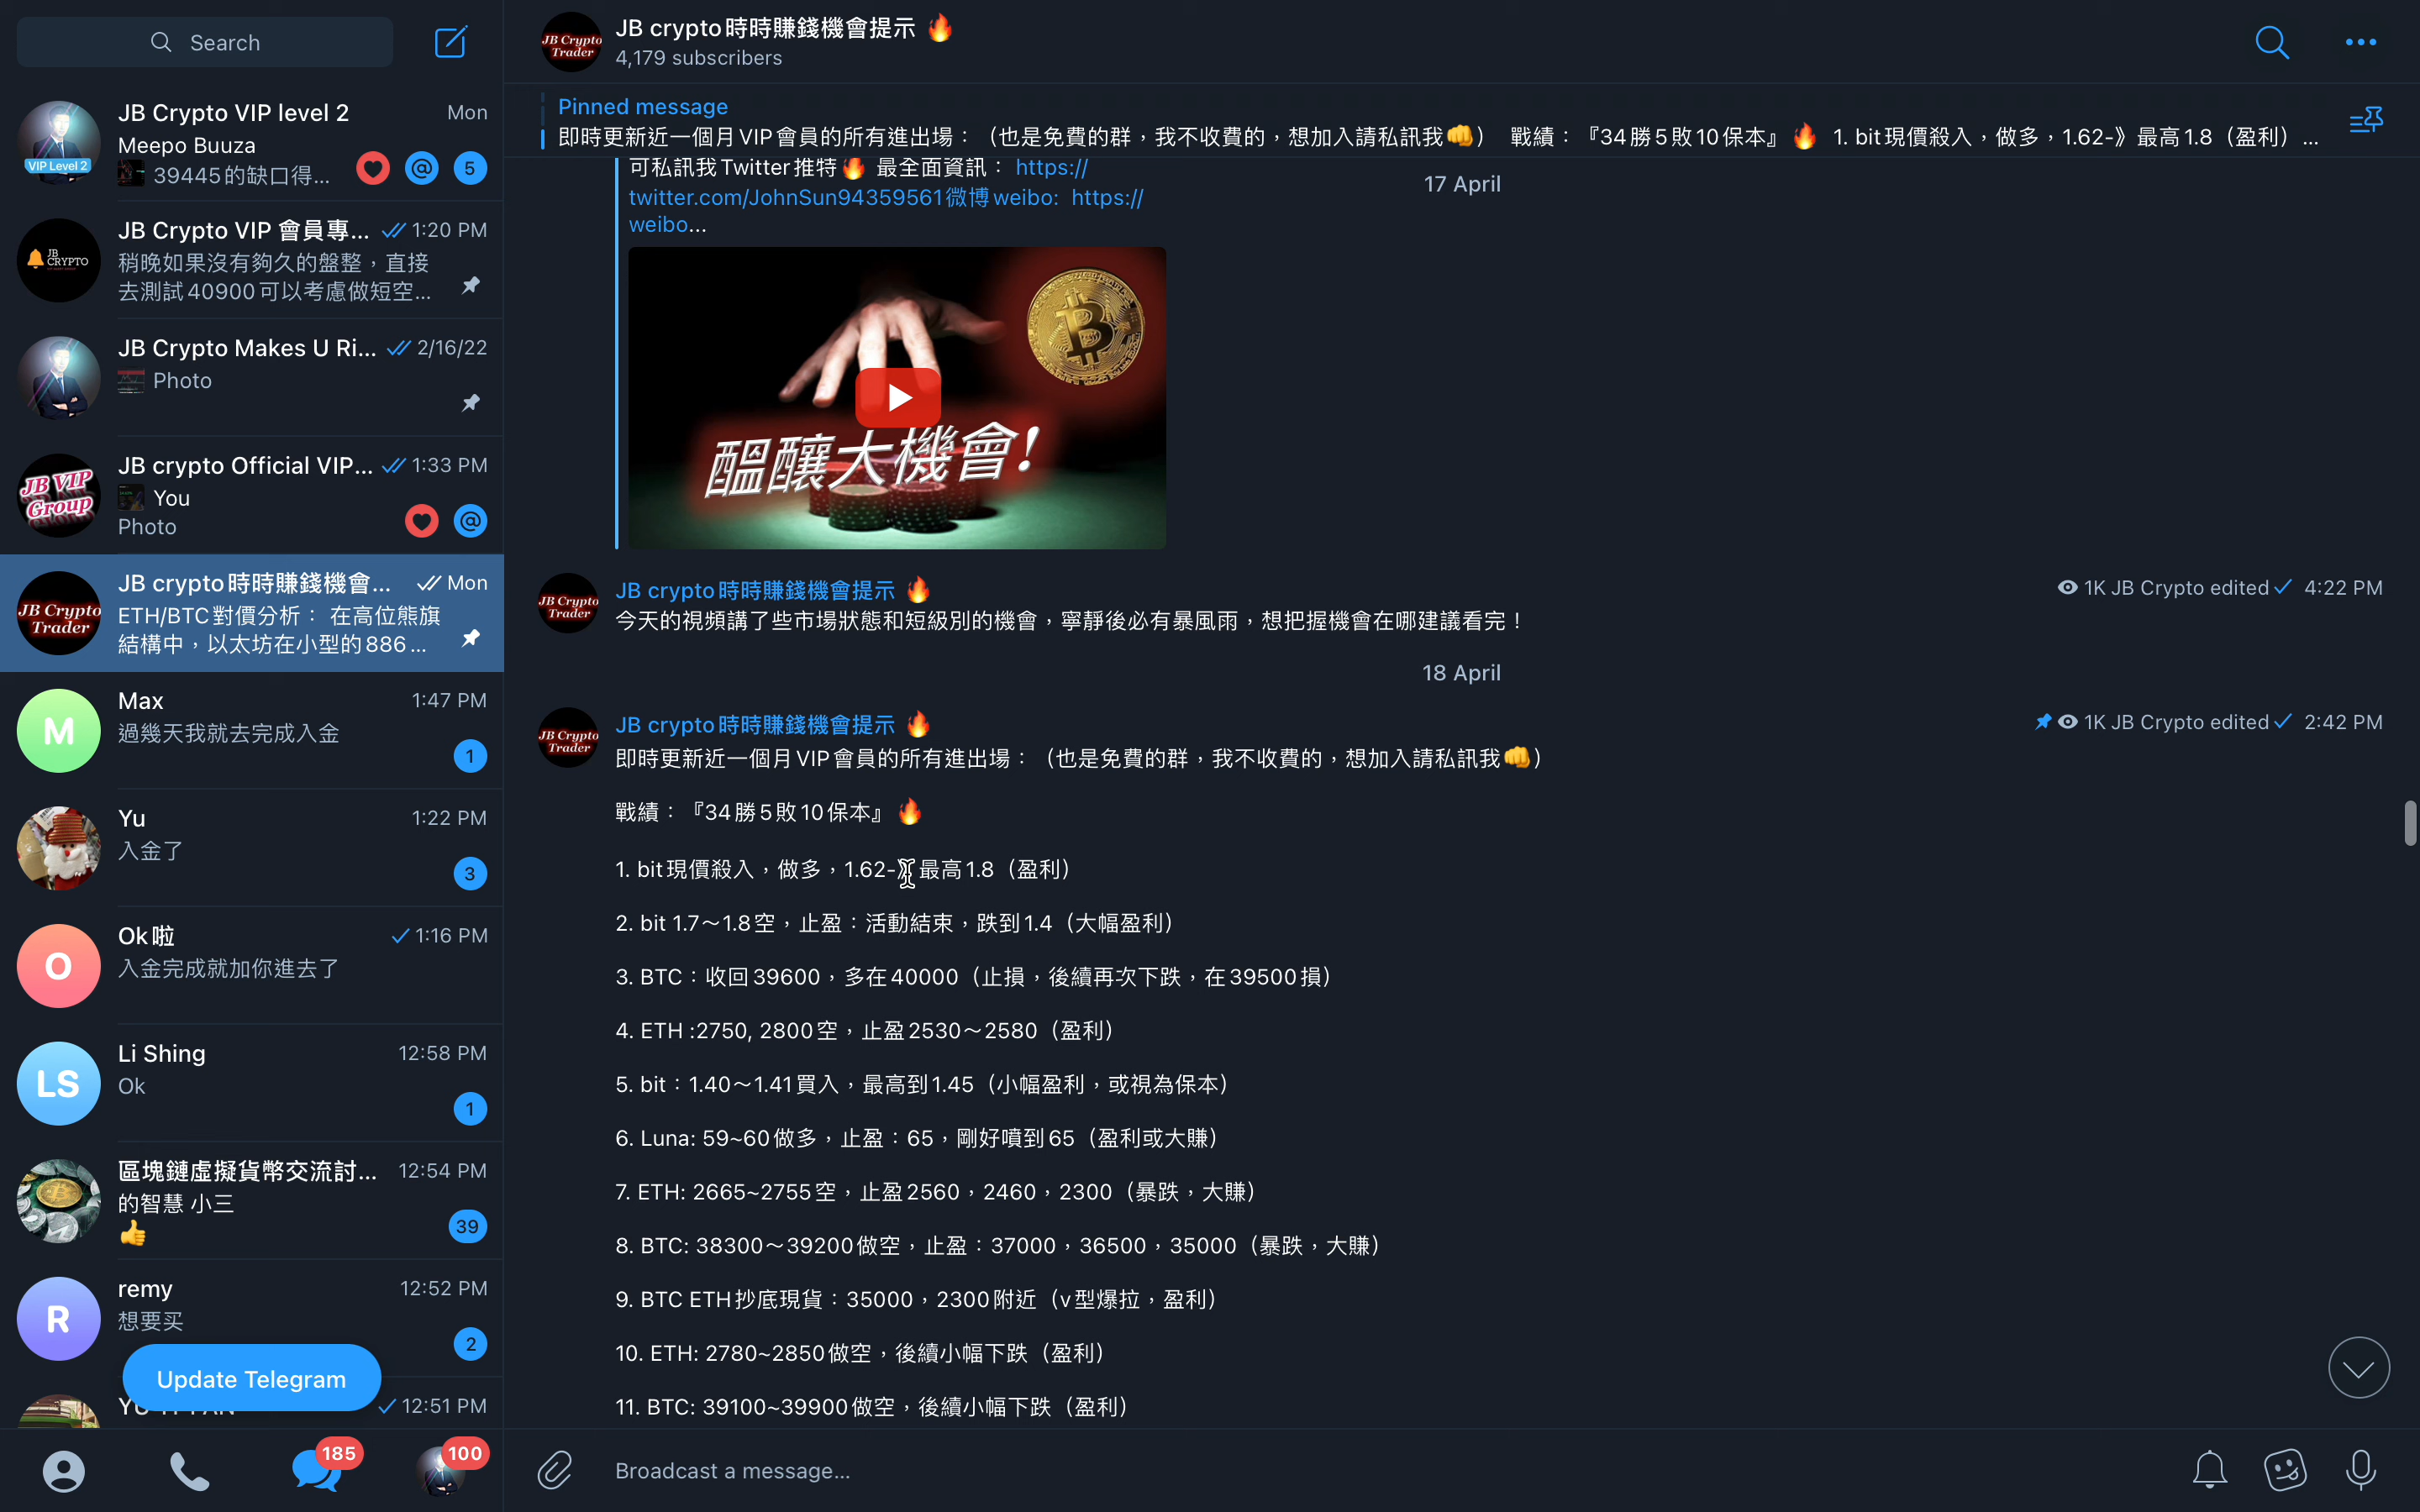 Search
JB Crypto VIP level 2
Mon
Meepo Buuza
39445的缺口得...
5
VIP Level 2
JB Crypto VIP 會員專...
1:20 PM
稍晚如果沒有夠久的盤整，直接
去測試40900可以考慮做短空...
JB CRYPTO
JB Crypto Makes U Ri...
2/16/22
Photo
JB crypto Official VIP...
1:33 PM
You
Photo
JB VIP Group
JB crypto時時賺錢機會...
Mon
ETH/BTC對價分析： 在高位熊旗
結構中，以太坊在小型的886...
JB Crypto Trader
Max
1:47 PM
過幾天我就去完成入金
M
1
Yu
1:22 PM
入金了
3
Ok啦
1:16 PM
入金完成就加你進去了
O
Li Shing
12:58 PM
Ok
LS
1
區塊鏈虛擬貨幣交流討...
12:54 PM
的智慧 小三
👍
39
remy
12:52 PM
想要买
R
2
Update Telegram
12:51 PM
185
100
JB Crypto Trader
JB crypto時時賺錢機會提示 🔥
4,179 subscribers
Pinned message
即時更新近一個月VIP會員的所有進出場：（也是免費的群，我不收費的，想加入請私訊我👊） 戰績：『34勝5敗10保本』🔥 1. bit現價殺入，做多，1.62-》最高1.8（盈利）...
可私訊我Twitter推特🔥 最全面資訊： https://
twitter.com/JohnSun94359561微博weibo: https://
weibo...
17 April
醞釀大機會!
JB Crypto Trader
JB crypto時時賺錢機會提示 🔥
1K JB Crypto edited 4:22 PM
今天的視頻講了些市場狀態和短級別的機會，寧靜後必有暴風雨，想把握機會在哪建議看完！
18 April
JB Crypto Trader
JB crypto時時賺錢機會提示 🔥
1K JB Crypto edited 2:42 PM
即時更新近一個月VIP會員的所有進出場：（也是免費的群，我不收費的，想加入請私訊我👊）
戰績：『34勝5敗10保本』🔥
1. bit現價殺入，做多，1.62-》最高1.8（盈利）
2. bit 1.7～1.8空，止盈：活動結束，跌到1.4（大幅盈利）
3. BTC：收回39600，多在40000（止損，後續再次下跌，在39500損）
4. ETH :2750, 2800空，止盈2530～2580（盈利）
5. bit：1.40～1.41買入，最高到1.45（小幅盈利，或視為保本）
6. Luna: 59~60做多，止盈：65，剛好噴到65（盈利或大賺）
7. ETH: 2665~2755空，止盈2560，2460，2300（暴跌，大賺）
8. BTC: 38300～39200做空，止盈：37000，36500，35000（暴跌，大賺）
9. BTC ETH抄底現貨：35000，2300附近（v型爆拉，盈利）
10. ETH: 2780~2850做空，後續小幅下跌（盈利）
11. BTC: 39100~39900做空，後續小幅下跌（盈利）
Broadcast a message...